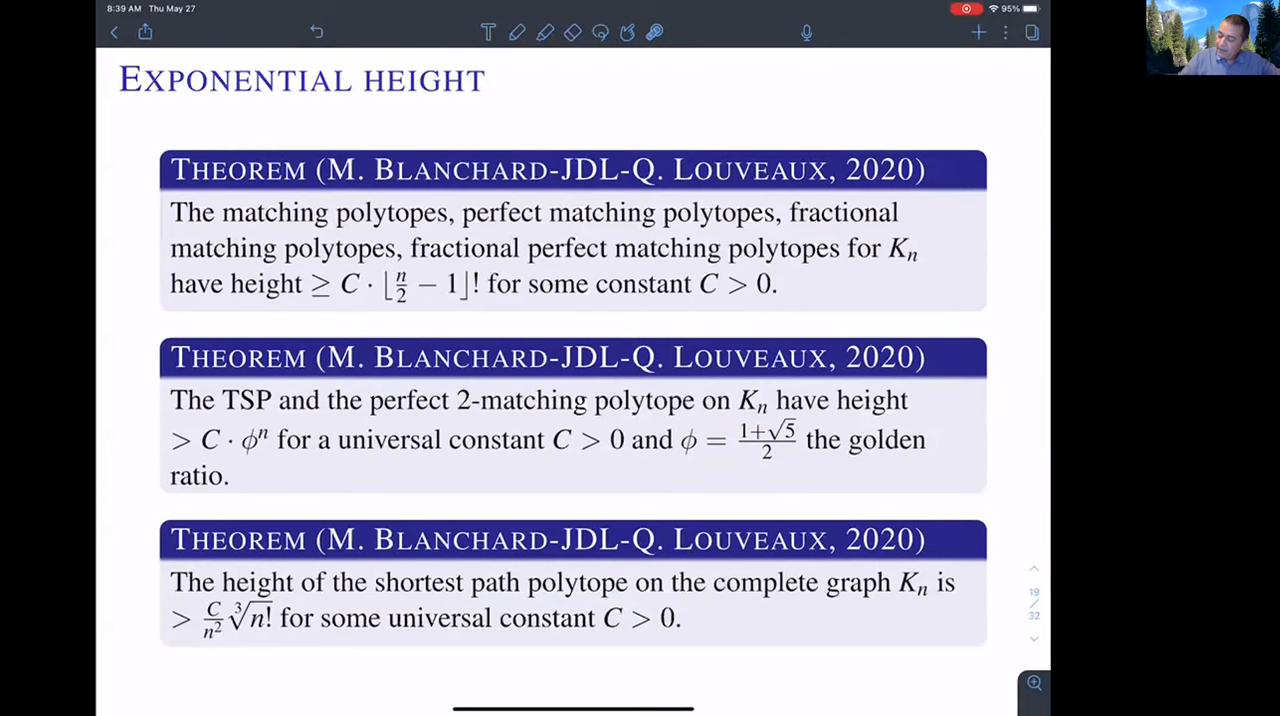 8:39 AM Thu May 27
95%
EXPONENTIAL HEIGHT
THEOREM (M. BLANCHARD-JDL-Q. LOUVEAUX, 2020)
The matching polytopes, perfect matching polytopes, fractional
matching polytopes, fractional perfect matching polytopes for Kₙ
have height ≥ C · ⌊n/2 − 1⌋! for some constant C > 0.
THEOREM (M. BLANCHARD-JDL-Q. LOUVEAUX, 2020)
The TSP and the perfect 2-matching polytope on Kₙ have height
> C · ϕⁿ for a universal constant C > 0 and ϕ = (1+√5)/2 the golden
ratio.
THEOREM (M. BLANCHARD-JDL-Q. LOUVEAUX, 2020)
The height of the shortest path polytope on the complete graph Kₙ is
> C/n² ∛n! for some universal constant C > 0.
19
/
32